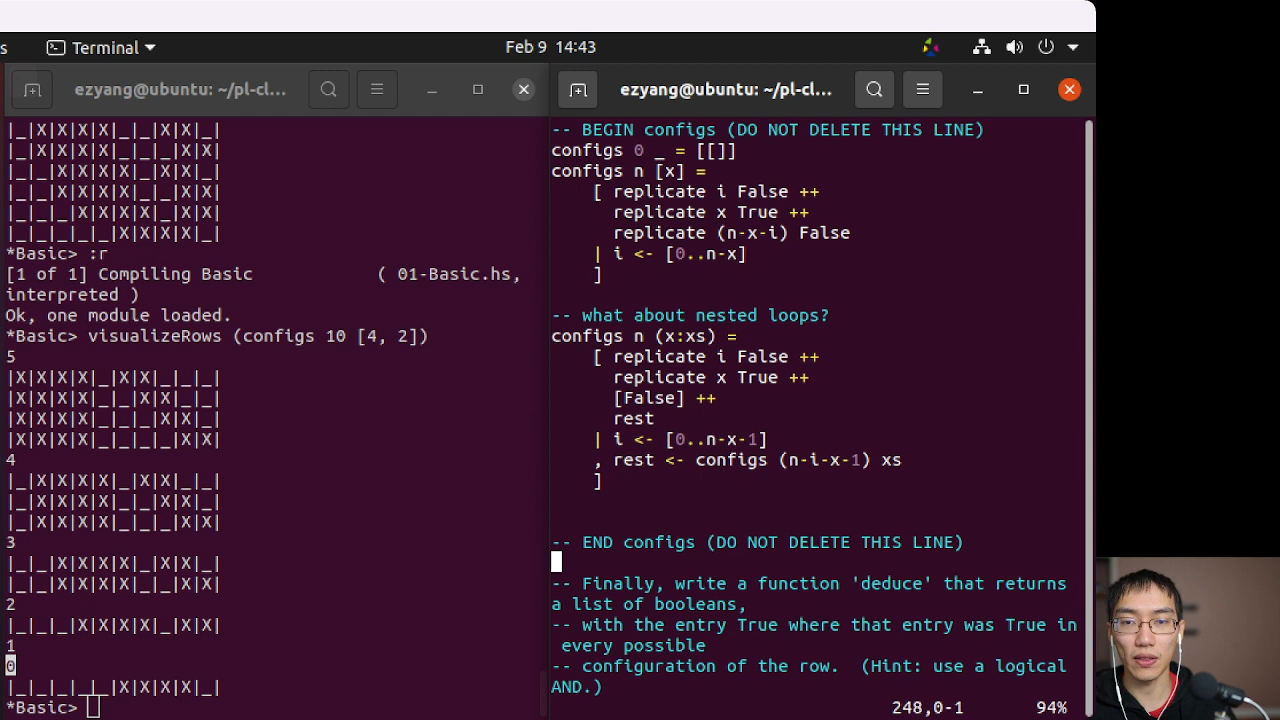 s Terminal Feb 9 14:43
ezyang@ubuntu: ~/pl-cl...
|_|X|X|X|X|_|_|X|X|_|
|_|X|X|X|X|_|_|_|X|X|
|_|_|X|X|X|X|_|X|X|_|
|_|_|X|X|X|X|_|_|X|X|
|_|_|_|X|X|X|X|_|X|X|
|_|_|_|_|_|X|X|X|X|_|
*Basic> :r
[1 of 1] Compiling Basic ( 01-Basic.hs,
interpreted )
Ok, one module loaded.
*Basic> visualizeRows (configs 10 [4, 2])
5
|X|X|X|X|_|X|X|_|_|_|
|X|X|X|X|_|_|X|X|_|_|
|X|X|X|X|_|_|_|X|X|_|
|X|X|X|X|_|_|_|_|X|X|
4
|_|X|X|X|X|_|X|X|_|_|
|_|X|X|X|X|_|_|X|X|_|
|_|X|X|X|X|_|_|_|X|X|
3
|_|_|X|X|X|X|_|X|X|_|
|_|_|X|X|X|X|_|_|X|X|
2
|_|_|_|X|X|X|X|_|X|X|
1
0
|_|_|_|_|_|X|X|X|X|_|
*Basic>
ezyang@ubuntu: ~/pl-cl...
-- BEGIN configs (DO NOT DELETE THIS LINE)
configs 0 _ = [[]]
configs n [x] =
[ replicate i False ++
replicate x True ++
replicate (n-x-i) False
| i <- [0..n-x]
]
-- what about nested loops?
configs n (x:xs) =
[ replicate i False ++
replicate x True ++
[False] ++
rest
| i <- [0..n-x-1]
, rest <- configs (n-i-x-1) xs
]
-- END configs (DO NOT DELETE THIS LINE)
-- Finally, write a function 'deduce' that returns
a list of booleans,
-- with the entry True where that entry was True in
every possible
-- configuration of the row. (Hint: use a logical
AND.)
248,0-1 94%